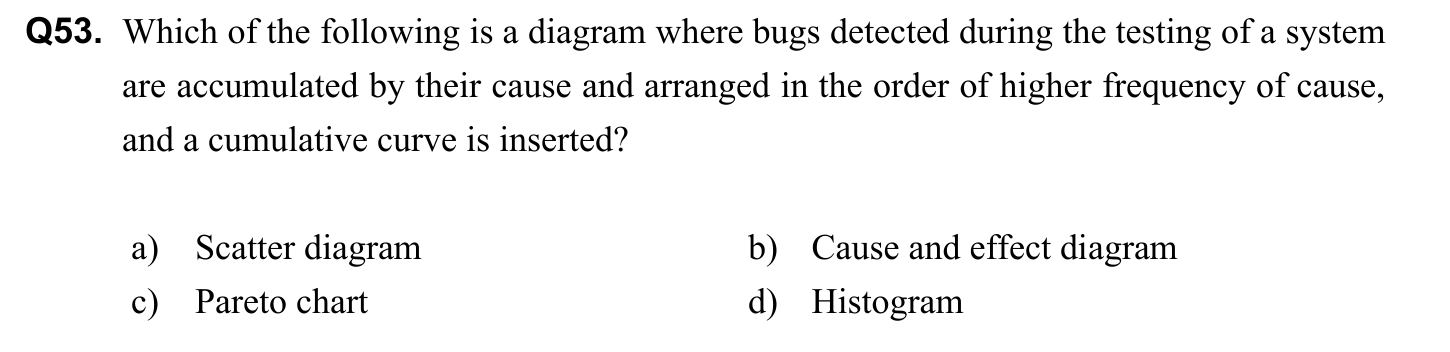 Q53. Which of the following is a diagram where bugs detected during the testing of a system
are accumulated by their cause and arranged in the order of higher frequency of cause,
and a cumulative curve is inserted?
a) Scatter diagram b) Cause and effect diagram
c) Pareto chart d) Histogram